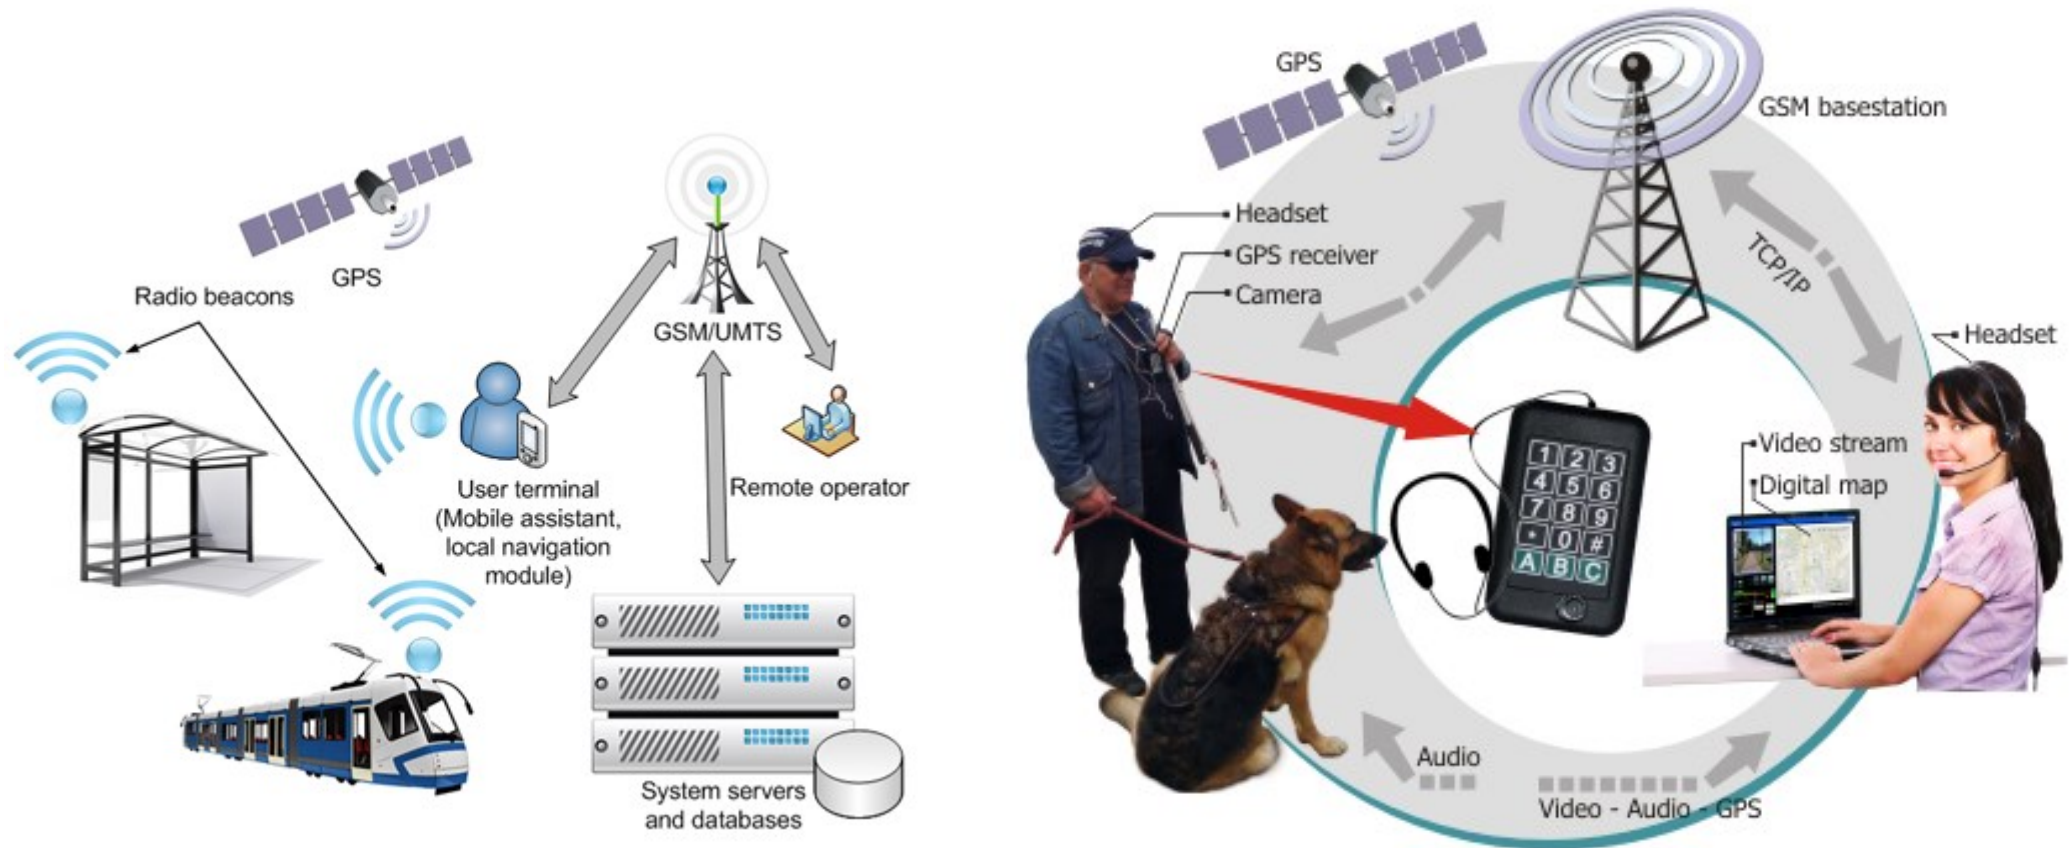 GPS
Radio beacons
GSM/UMTS
User terminal
(Mobile assistant,
local navigation
module)
Remote operator
System servers
and databases
GPS
GSM basestation
Headset
GPS receiver
Camera
TCP/IP
Headset
Video stream
Digital map
1 2 3
4 5 6
7 8 9
* 0 #
A B C
Audio
Video - Audio - GPS